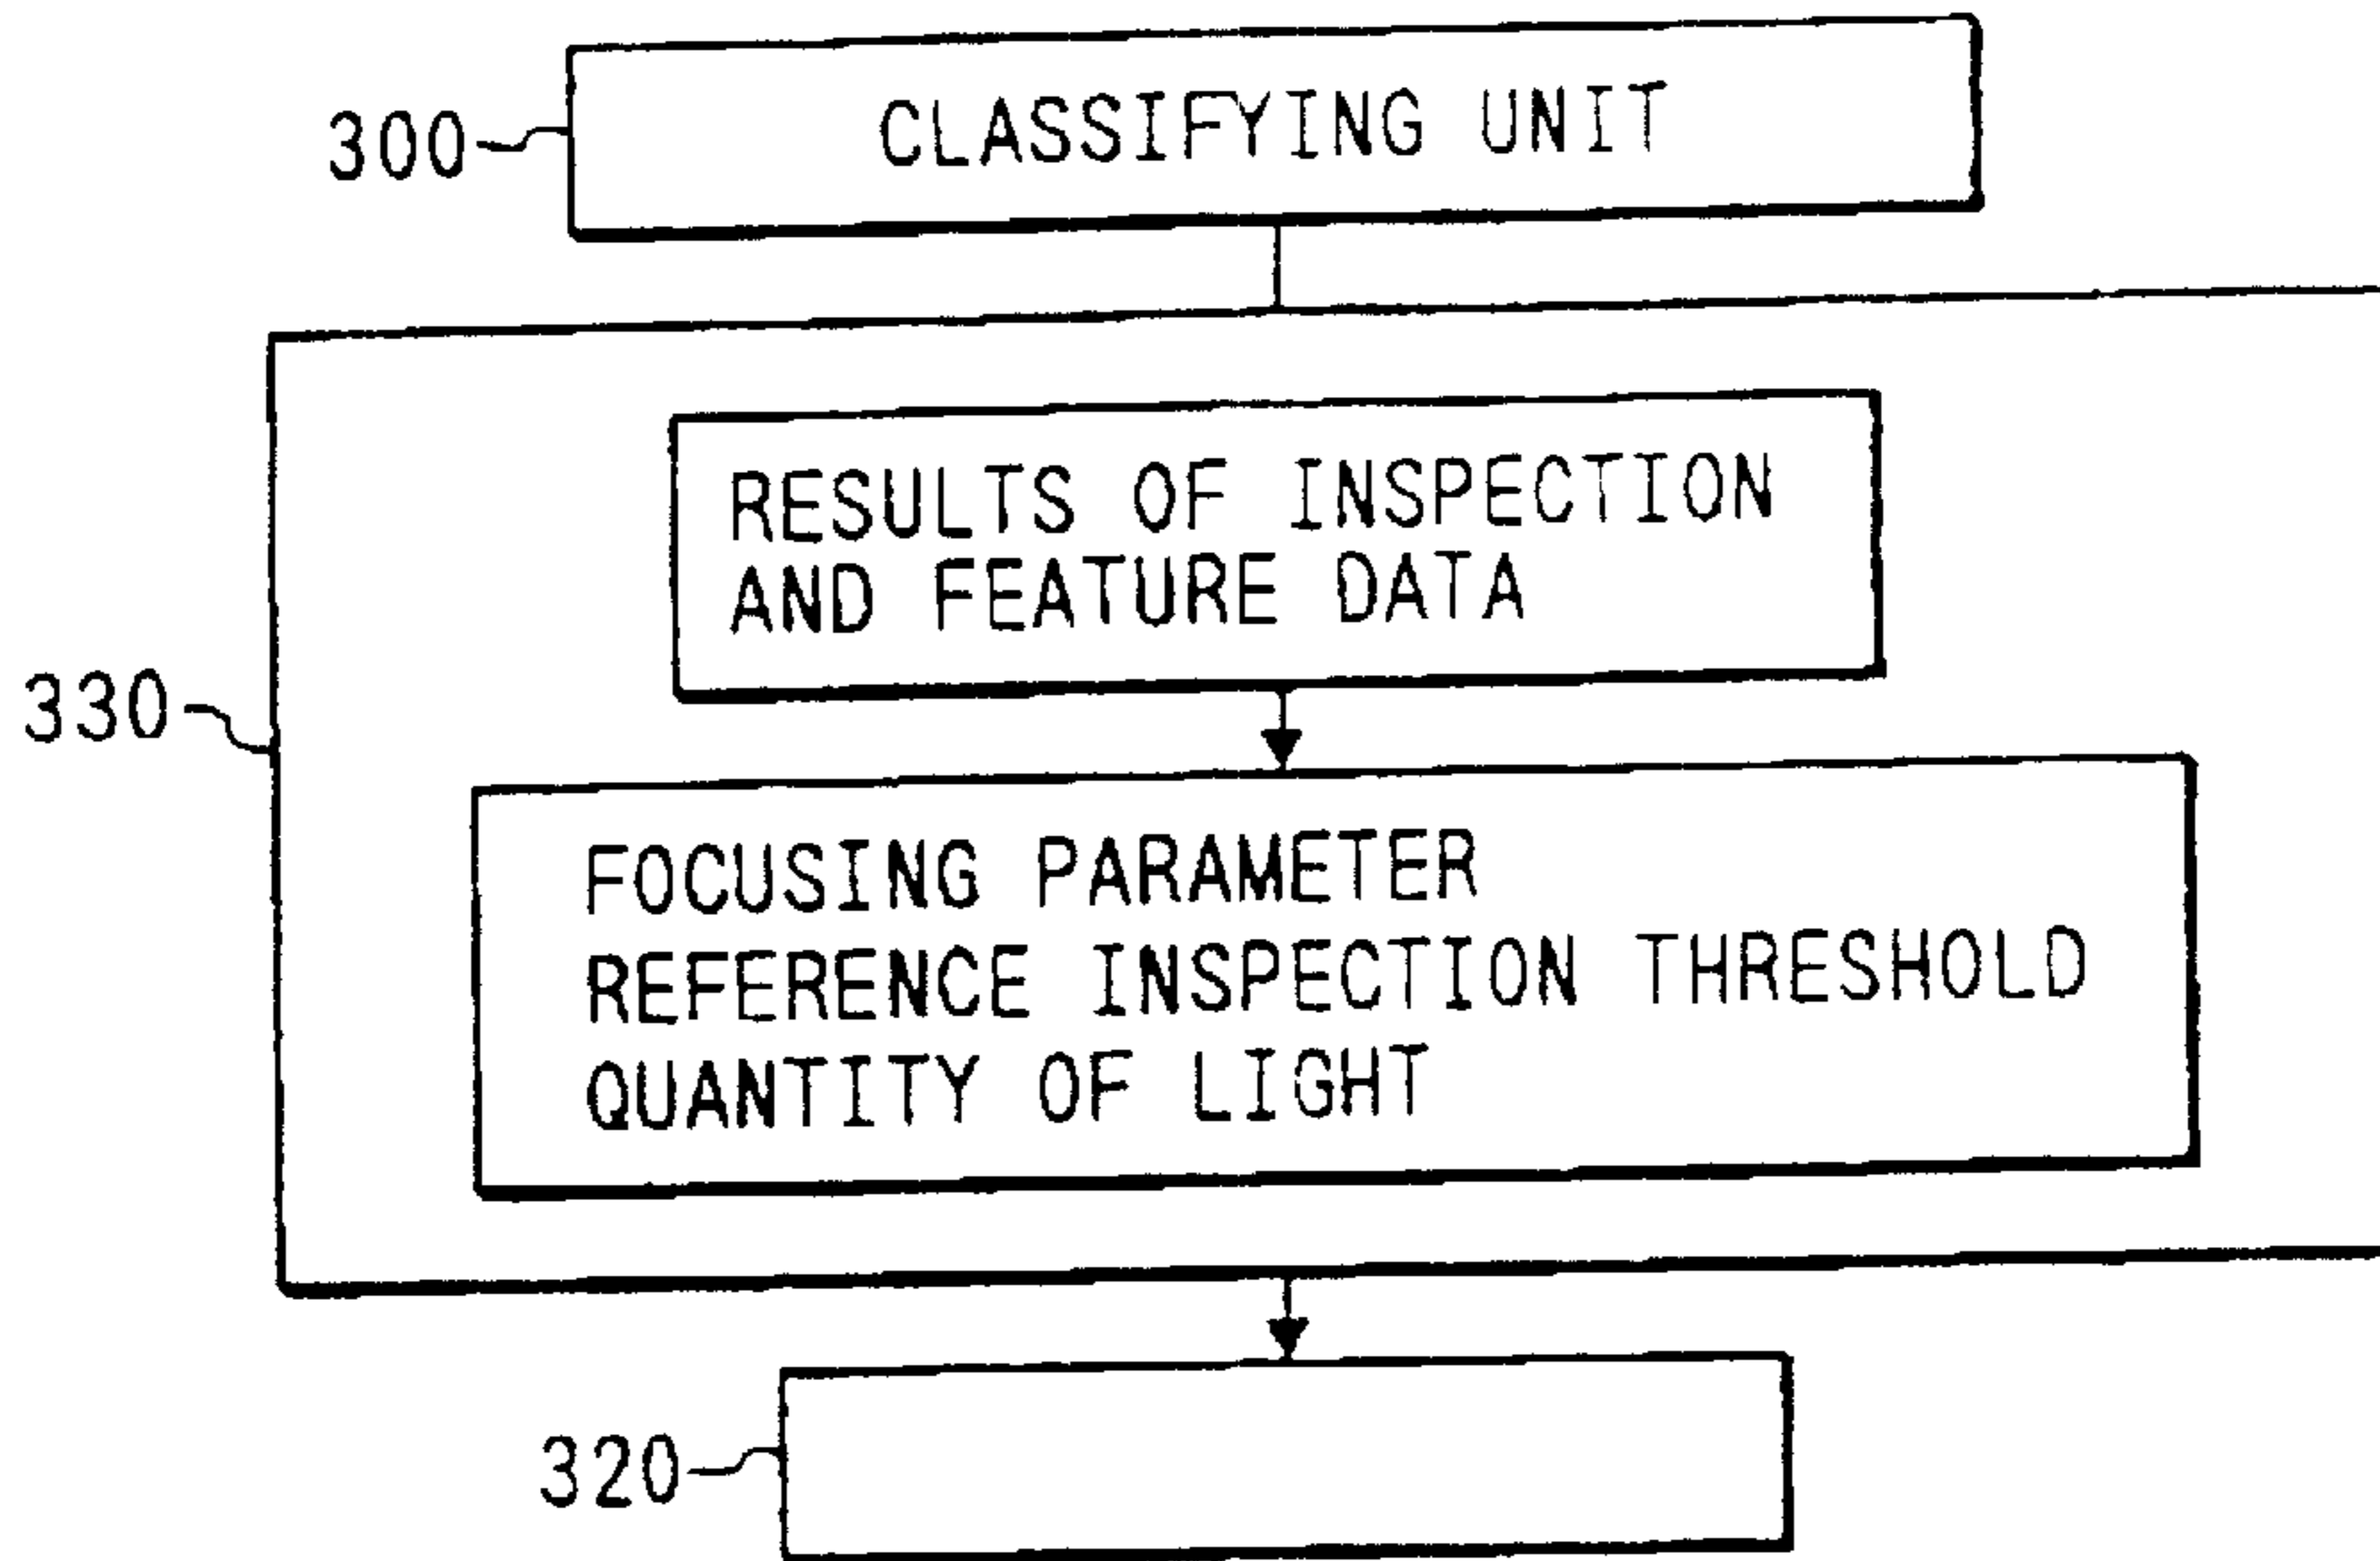 300
CLASSIFYING UNIT
RESULTS OF INSPECTION
AND FEATURE DATA
330
FOCUSING PARAMETER
REFERENCE INSPECTION THRESHOLD
QUANTITY OF LIGHT
320